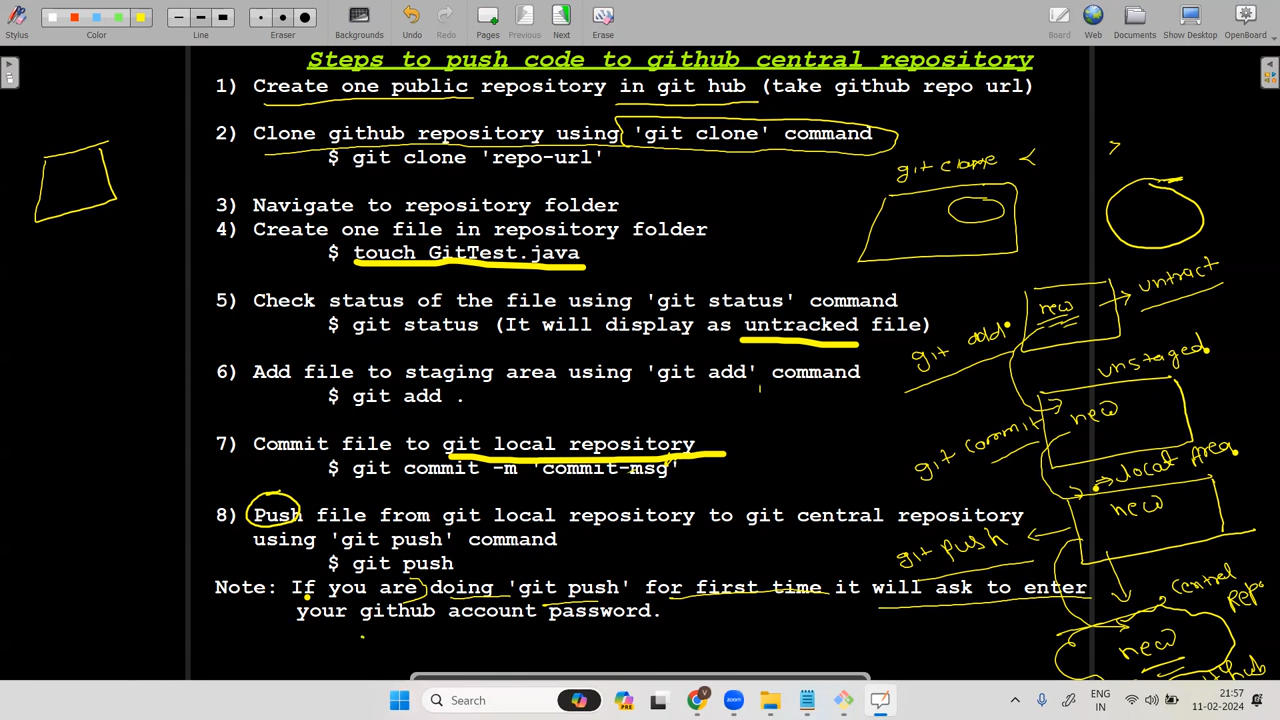 Stylus
Color
Line
Eraser
Backgrounds
Undo
Redo
Pages
Previous
Next
Erase
Board
Web
Documents
Show Desktop
OpenBoard
Steps to push code to github central repository
1) Create one public repository in git hub (take github repo url)
2) Clone github repository using 'git clone' command
$ git clone 'repo-url'
git clone
3) Navigate to repository folder
4) Create one file in repository folder
$ touch GitTest.java
5) Check status of the file using 'git status' command
$ git status (It will display as untracked file)
new
untract
git add
6) Add file to staging area using 'git add' command
$ git add .
unstaged
new
7) Commit file to git local repository
$ git commit -m 'commit-msg'
git commit
local Area
new
8) Push file from git local repository to git central repository
using 'git push' command
$ git push
git push
Note: If you are doing 'git push' for first time it will ask to enter
your github account password.
central
rep
new
Search
PRE
ENG
IN
21:57
11-02-2024